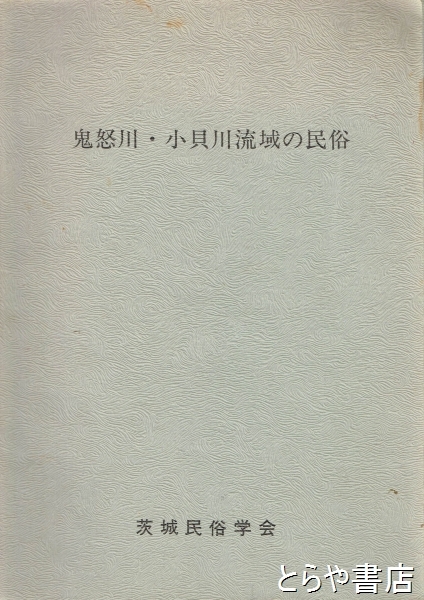 鬼怒川・小貝川流域の民俗
茨城民俗学会
とらや書店